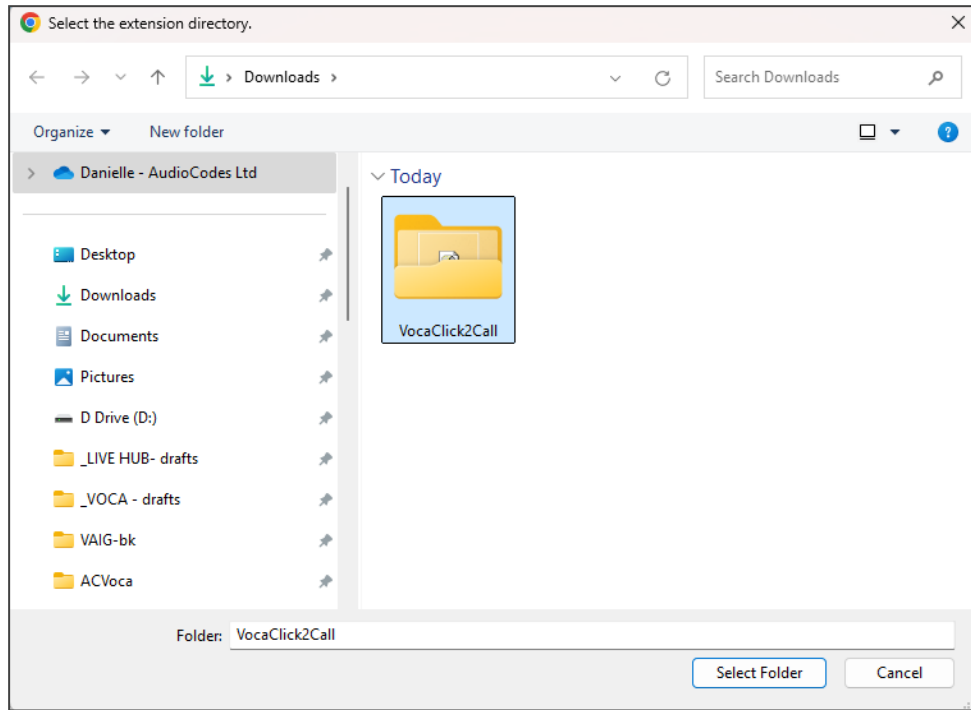 Select the extension directory.
Downloads
Search Downloads
Organize
New folder
?
Danielle - AudioCodes Ltd
Desktop
Downloads
Documents
Pictures
D Drive (D:)
_LIVE HUB- drafts
_VOCA - drafts
VAIG-bk
ACVoca
Today
VocaClick2Call
Folder: VocaClick2Call
Select Folder
Cancel